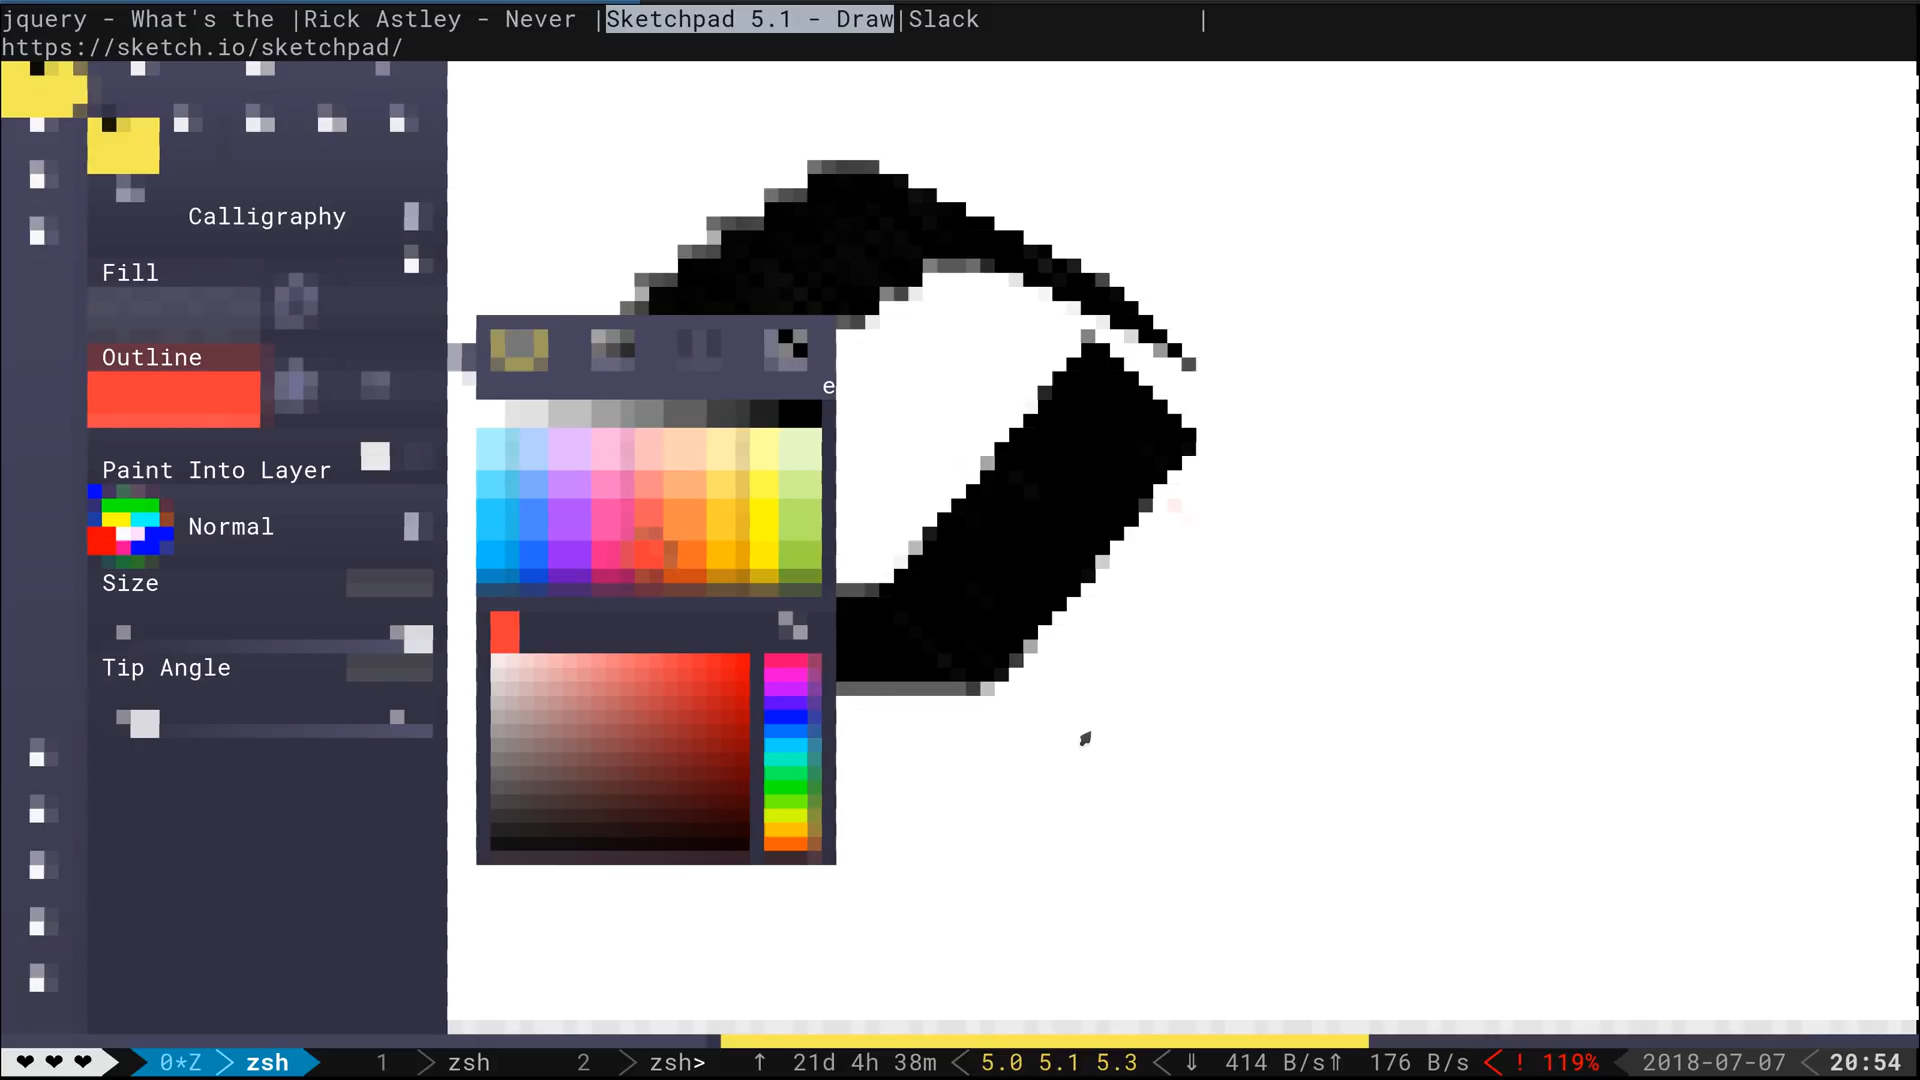 jquery - What's the |Rick Astley - Never |Sketchpad 5.1 - Draw|Slack |
https://sketch.io/sketchpad/
Calligraphy
Fill
Outline
e
Paint Into Layer
Normal
Size
Tip Angle
❤ ❤ ❤ 0*Z zsh 1 zsh 2 zsh> ↑ 21d 4h 38m 5.0 5.1 5.3 ⇓ 414 B/s⇑ 176 B/s ! 119% 2018-07-07 20:54